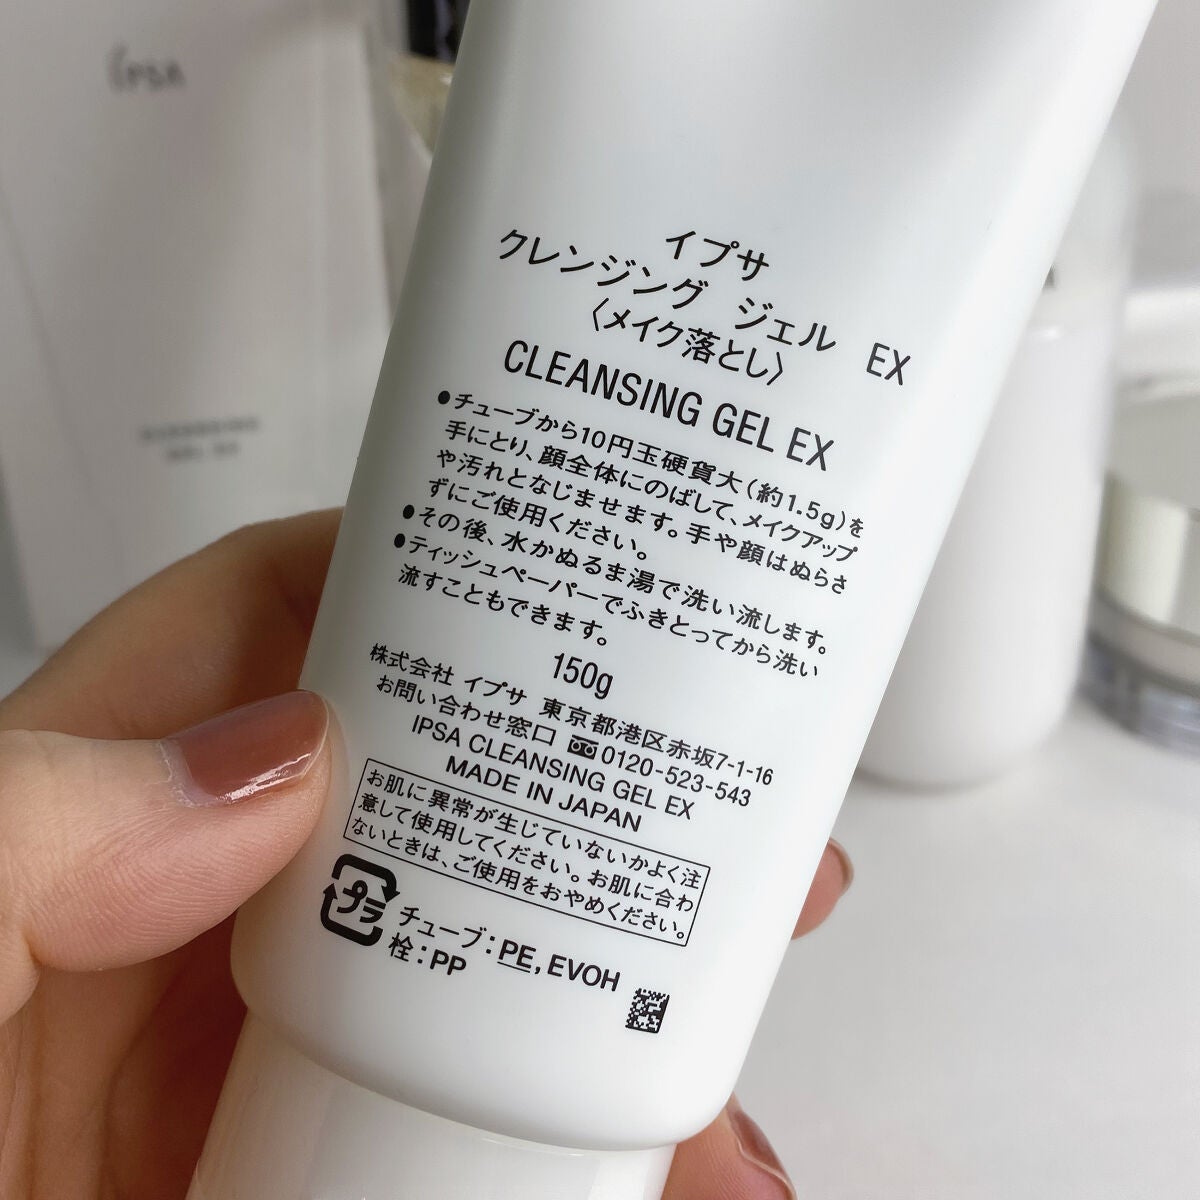 IPSA
イプサ
クレンジング ジェル EX
〈メイク落とし〉
CLEANSING GEL EX
●チューブから10円玉硬貨大(約1.5g)を
手にとり、顔全体にのばして、メイクアップ
や汚れとなじませます。手や顔はぬらさ
ずにご使用ください。
●その後、水かぬるま湯で洗い流します。
●ティッシュペーパーでふきとってから洗い
流すこともできます。
150g
株式会社 イプサ 東京都港区赤坂7-1-16
お問い合わせ窓口 0120-523-543
IPSA CLEANSING GEL EX
MADE IN JAPAN
お肌に異常が生じていないかよく注
意して使用してください。お肌に合わ
ないときは、ご使用をおやめください。
プラ
チューブ:PE,EVOH
栓:PP